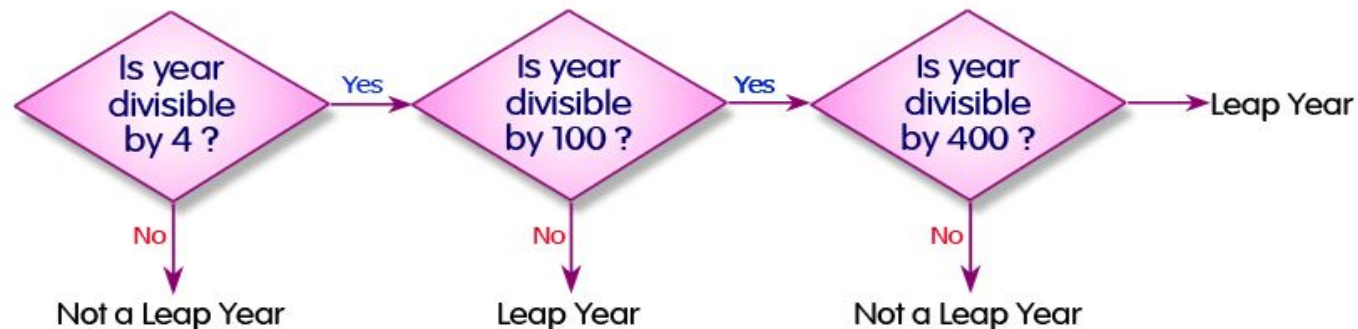 Is year
divisible
by 4 ?
Yes
Is year
divisible
by 100 ?
Yes
Is year
divisible
by 400 ?
Leap Year
No
No
No
Not a Leap Year
Leap Year
Not a Leap Year